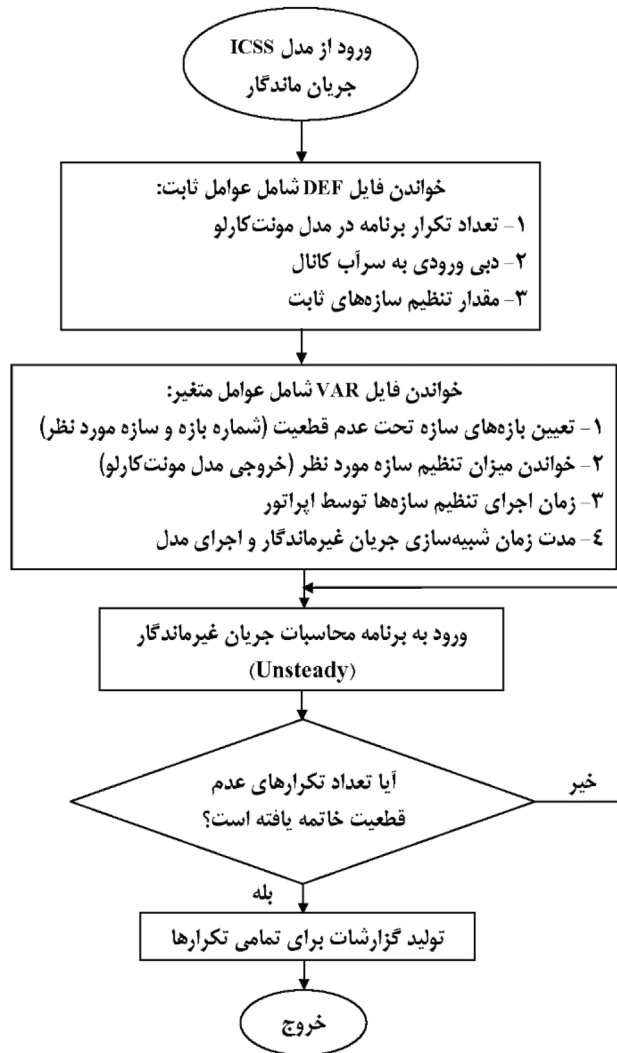 ورود از مدل ICSS
جریان ماندگار
خواندن فایل DEF شامل عوامل ثابت:
۱- تعداد تکرار برنامه در مدل مونت‌کارلو
۲- دبی ورودی به سرآب کانال
۳- مقدار تنظیم سازه‌های ثابت
خواندن فایل VAR شامل عوامل متغیر:
۱- تعیین بازه‌های سازه تحت عدم قطعیت (شماره بازه و سازه مورد نظر)
۲- خواندن میزان تنظیم سازه مورد نظر (خروجی مدل مونت‌کارلو)
۳- زمان اجرای تنظیم سازه‌ها توسط اپراتور
٤- مدت زمان شبیه‌سازی جریان غیرماندگار و اجرای مدل
ورود به برنامه محاسبات جریان غیرماندگار
(Unsteady)
آیا تعداد تکرارهای عدم
قطعیت خاتمه یافته است؟
خیر
بله
تولید گزارشات برای تمامی تکرارها
خروج